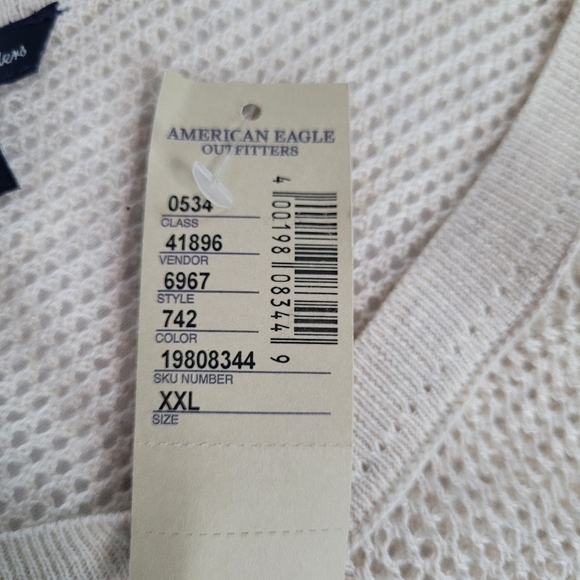 AMERICAN EAGLE
OUTFITTERS
0534
CLASS
41896
VENDOR
6967
STYLE
742
COLOR
19808344
SKU NUMBER
XXL
SIZE
4 00198 08344 9